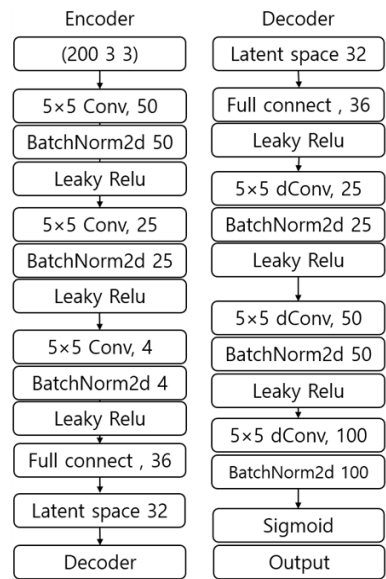 Encoder
(200 3 3)
5×5 Conv, 50
BatchNorm2d 50
Leaky Relu
5×5 Conv, 25
BatchNorm2d 25
Leaky Relu
5×5 Conv, 4
BatchNorm2d 4
Leaky Relu
Full connect , 36
Latent space 32
Decoder
Decoder
Latent space 32
Full connect , 36
Leaky Relu
5×5 dConv, 25
BatchNorm2d 25
Leaky Relu
5×5 dConv, 50
BatchNorm2d 50
Leaky Relu
5×5 dConv, 100
BatchNorm2d 100
Sigmoid
Output